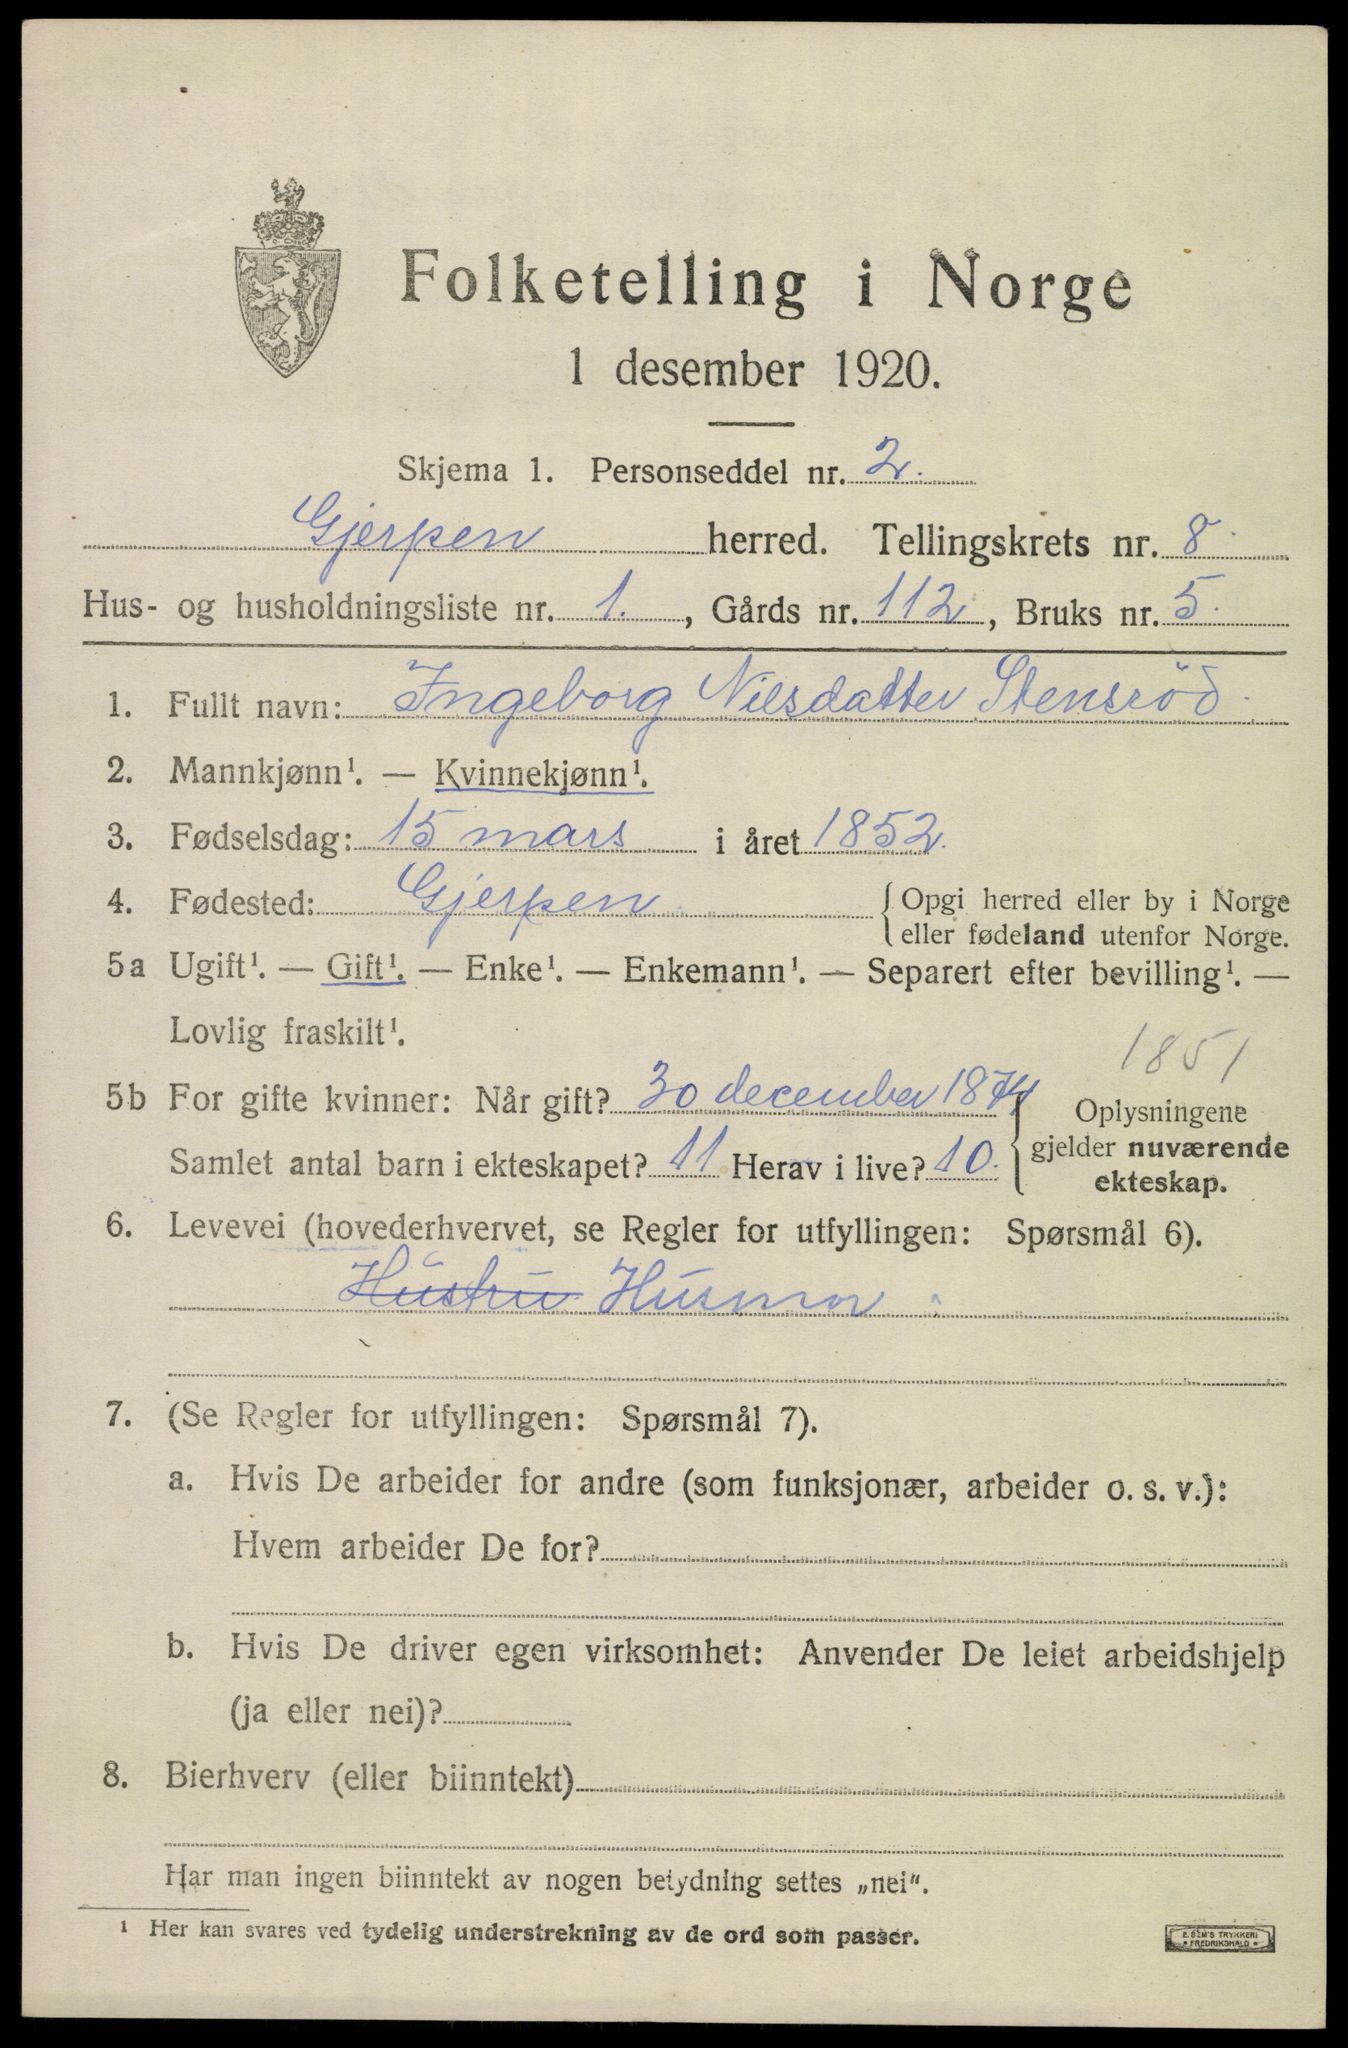 Folketelling i Norge
1 desember 1920.
Skjema 1. Personseddel nr. 2.
Gjerpen herred. Tellingskrets nr. 8.
Hus- og husholdningsliste nr. 1., Gårds nr. 112, Bruks nr. 5.
1. Fullt navn: Ingeborg Nilsdatter Stensröd.
2. Mannkjønn¹. — Kvinnekjønn¹.
3. Fødselsdag: 15 mars i året 1852.
4. Fødested: Gjerpen. { Opgi herred eller by i Norge
eller fødeland utenfor Norge.
5a Ugift¹. — Gift¹. — Enke¹. — Enkemann¹. — Separert efter bevilling¹. —
Lovlig fraskilt¹.
1851
5b For gifte kvinner: Når gift? 30 december 1874 { Oplysningene
gjelder nuværende
ekteskap.
Samlet antal barn i ekteskapet? 11 Herav i live? 10.
6. Levevei (hovederhvervet, se Regler for utfyllingen: Spørsmål 6).
Hustru Husmor
7. (Se Regler for utfyllingen: Spørsmål 7).
a. Hvis De arbeider for andre (som funksjonær, arbeider o. s. v.):
Hvem arbeider De for?
b. Hvis De driver egen virksomhet: Anvender De leiet arbeidshjelp
(ja eller nei)?
8. Bierhverv (eller biinntekt)
Har man ingen biinntekt av nogen betydning settes „nei".
¹ Her kan svares ved tydelig understrekning av de ord som passer.
E. SEM'S TRYKKERI
• FREDRIKSHALD •